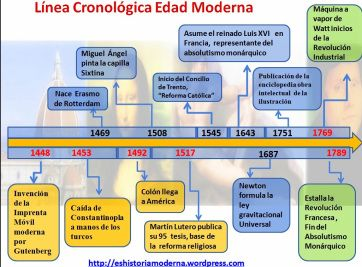 Línea Cronológica Edad Moderna
Máquina a
vapor de
Watt inicios
de la
Revolución
Industrial
Asume el reinado Luis XVI en
Francia, representante del
absolutismo monárquico
Miguel Ángel
pinta la capilla
Sixtina
Nace Erasmo
de Rotterdam
Inicio del Concilio
de Trento,
"Reforma Católica"
Publicación de la
enciclopedia obra
intelectual de la
ilustración
1469
1508
1545
1643
1751
1769
1448
1453
1492
1517
1687
1789
Invención
de la
Imprenta
Móvil
moderna
por
Gutenberg
Caída de
Constantinopla
a manos de los
turcos
Colón llega
a América
Martín Lutero publica
su 95 tesis, base de
la reforma religiosa
Newton
formula la
ley
gravitacional
Universal
Estalla la
Revolución
Francesa ,
Fin del
Absolutismo
Monárquico
http://eshistoriamoderna.wordpress.com